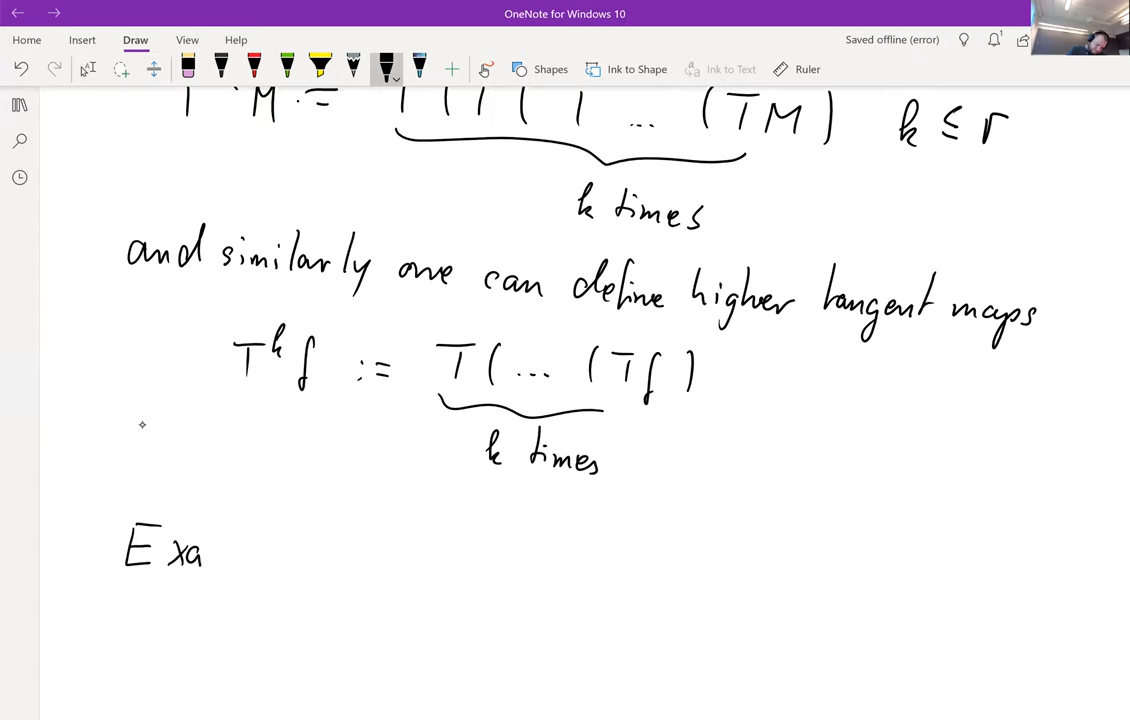 OneNote for Windows 10
Home Insert Draw View Help
Saved offline (error)
Shapes Ink to Shape Ink to Text Ruler
M := ... (TM) k ≤ r
k times
and similarly one can define higher tangent maps
T^k f := T(... (Tf)
k times
Exa